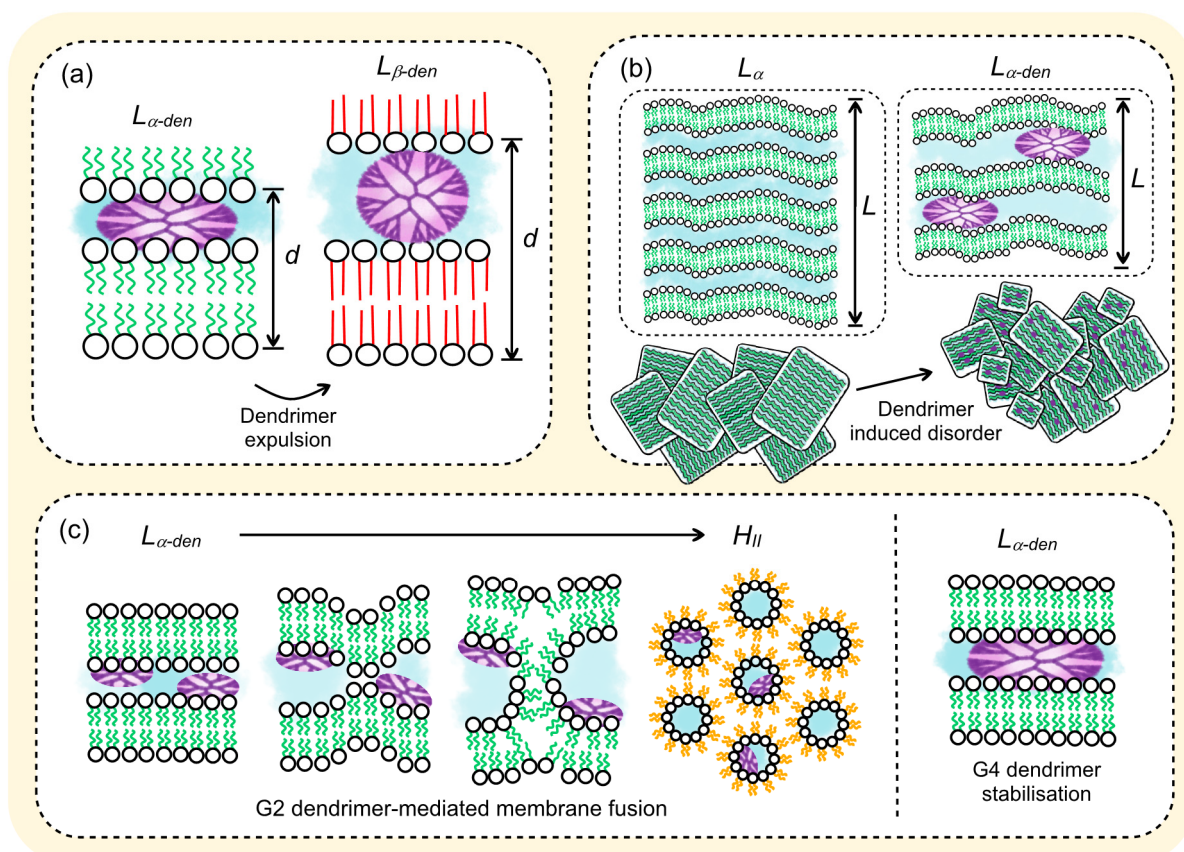 (a)
Lβ-den
Lα-den
d
d
Dendrimer
expulsion
(b)
Lα
Lα-den
L
L
Dendrimer
induced disorder
(c)
Lα-den
HII
G2 dendrimer-mediated membrane fusion
Lα-den
G4 dendrimer
stabilisation